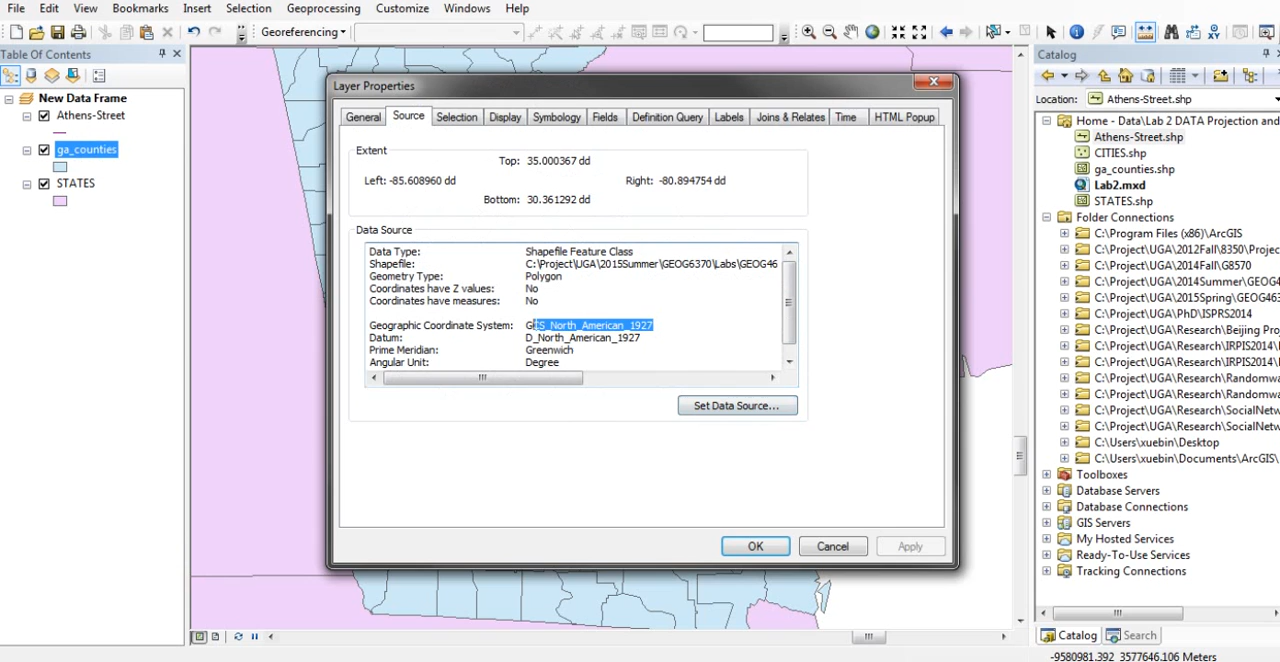 File Edit View Bookmarks Insert Selection Geoprocessing Customize Windows Help
Georeferencing
Table Of Contents
New Data Frame
Athens-Street
ga_counties
STATES
Layer Properties
General Source Selection Display Symbology Fields Definition Query Labels Joins & Relates Time HTML Popup
Extent
Top: 35.000367 dd
Left: -85.608960 dd Right: -80.894754 dd
Bottom: 30.361292 dd
Data Source
Data Type: Shapefile Feature Class
Shapefile: C:\Project\UGA\2015Summer\GEOG6370\Labs\GEOG46
Geometry Type: Polygon
Coordinates have Z values: No
Coordinates have measures: No
Geographic Coordinate System: GCS_North_American_1927
Datum: D_North_American_1927
Prime Meridian: Greenwich
Angular Unit: Degree
Set Data Source...
OK Cancel Apply
Catalog
Location: Athens-Street.shp
Home - Data\Lab 2 DATA Projection and
Athens-Street.shp
CITIES.shp
ga_counties.shp
Lab2.mxd
STATES.shp
Folder Connections
C:\Program Files (x86)\ArcGIS
C:\Project\UGA\2012Fall\8350\Projec
C:\Project\UGA\2014Fall\G8570
C:\Project\UGA\2014Summer\GEOG4
C:\Project\UGA\2015Spring\GEOG463
C:\Project\UGA\PhD\ISPRS2014
C:\Project\UGA\Research\Beijing Pro
C:\Project\UGA\Research\IRPIS2014\I
C:\Project\UGA\Research\IRPIS2014\
C:\Project\UGA\Research\Randomwa
C:\Project\UGA\Research\Randomwa
C:\Project\UGA\Research\SocialNetw
C:\Project\UGA\Research\SocialNetw
C:\Users\xuebin\Desktop
C:\Users\xuebin\Documents\ArcGIS\
Toolboxes
Database Servers
Database Connections
GIS Servers
My Hosted Services
Ready-To-Use Services
Tracking Connections
Catalog Search
-9580981.392 3577646.106 Meters